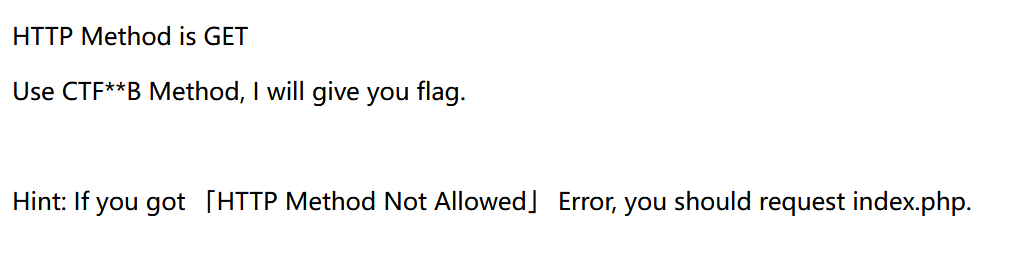 HTTP Method is GET
Use CTF**B Method, I will give you flag.
Hint: If you got 「HTTP Method Not Allowed」 Error, you should request index.php.